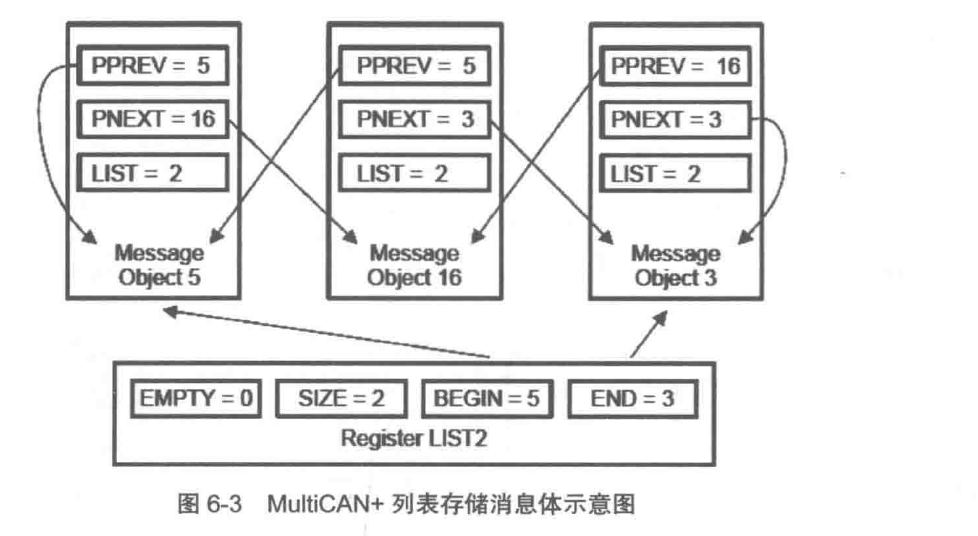 PPREV = 5
PNEXT = 16
LIST = 2
Message
Object 5
PPREV = 5
PNEXT = 3
LIST = 2
Message
Object 16
PPREV = 16
PNEXT = 3
LIST = 2
Message
Object 3
EMPTY = 0
SIZE = 2
BEGIN = 5
END = 3
Register LIST2
图 6-3 MultiCAN+ 列表存储消息体示意图